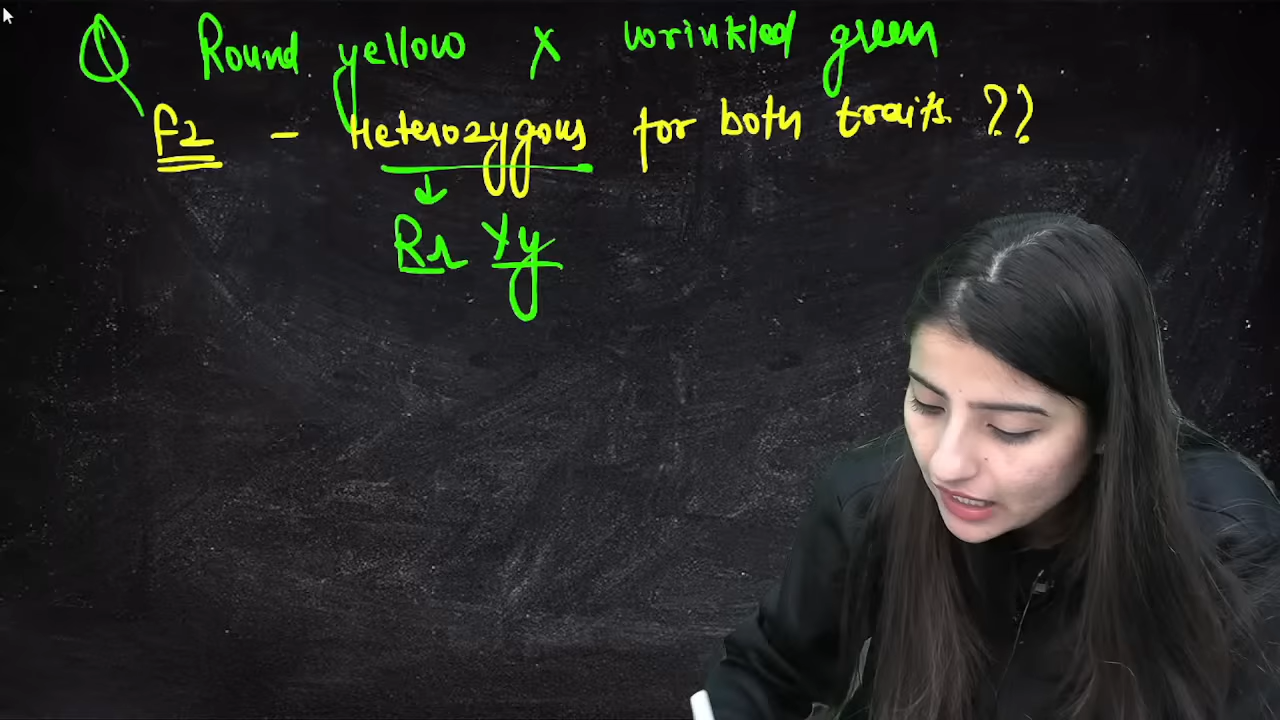 Q Round yellow X wrinkled green
F2 - Heterozygous for both traits ??
Rr Yy